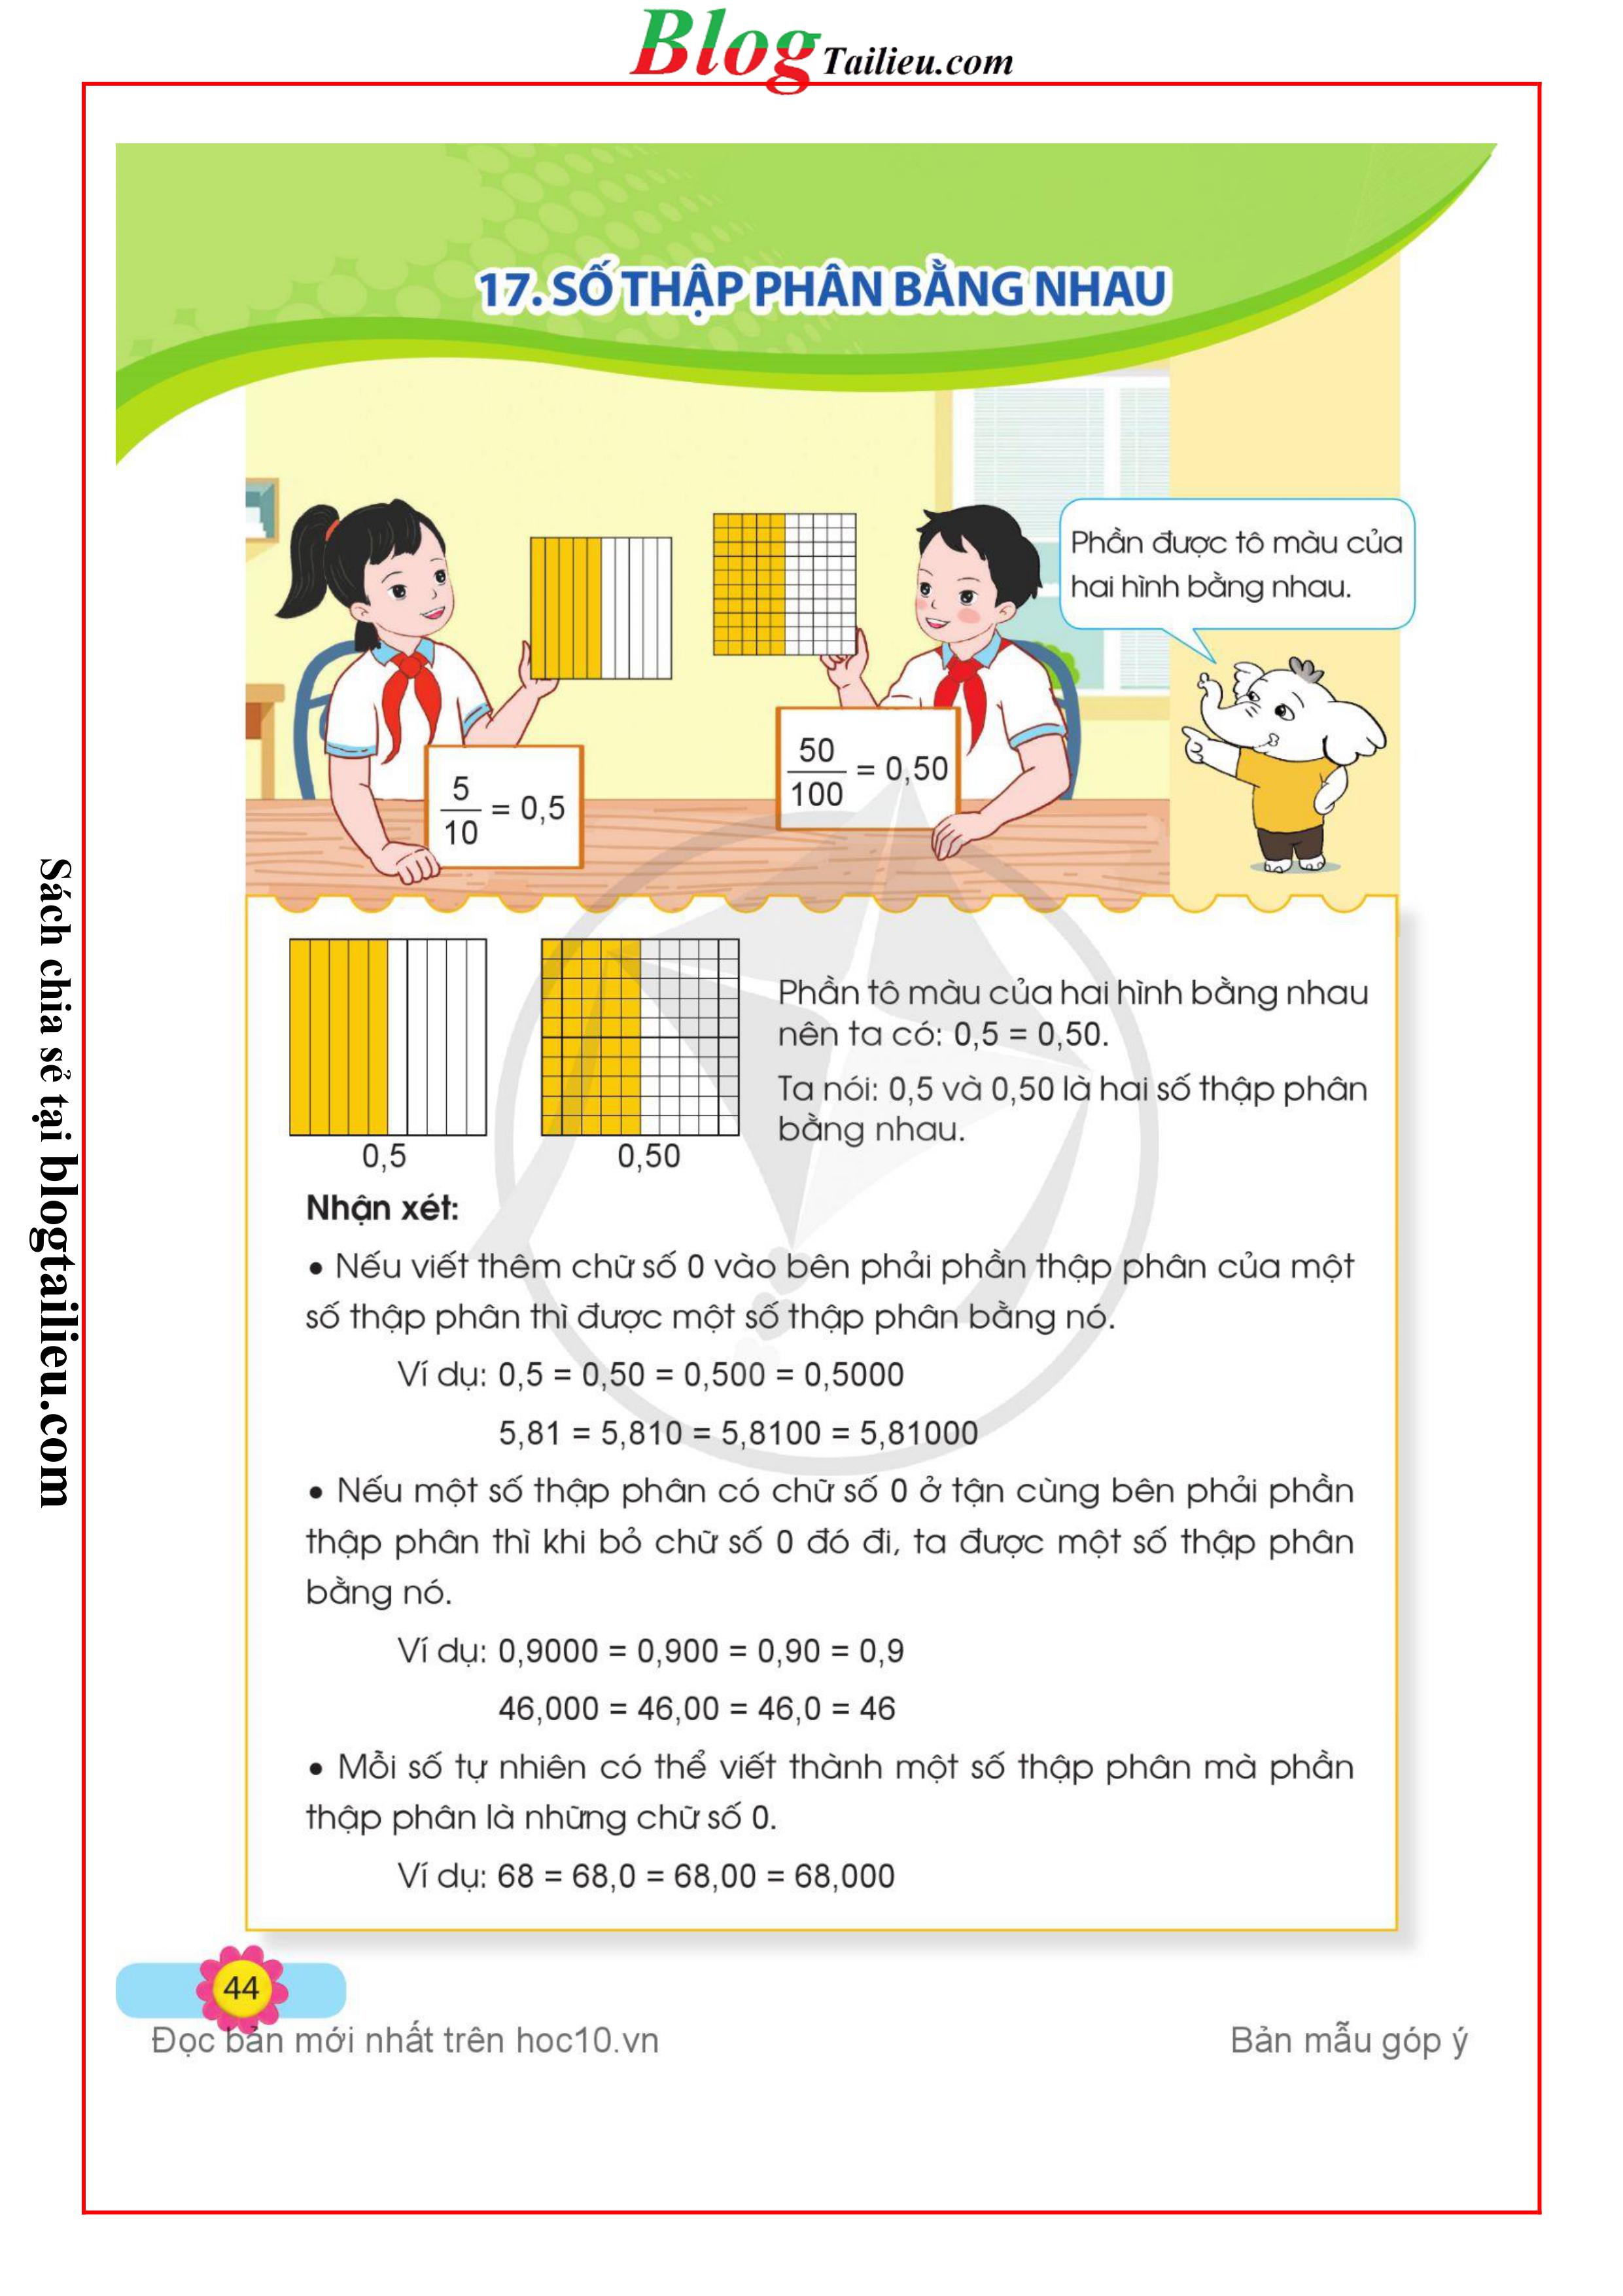 Blog Tailieu.com
17. SỐ THẬP PHÂN BẰNG NHAU
Phần được tô màu của
hai hình bằng nhau.
5/10 = 0,5
50/100 = 0,50
Phần tô màu của hai hình bằng nhau
nên ta có: 0,5 = 0,50.
Ta nói: 0,5 và 0,50 là hai số thập phân
bằng nhau.
0,5
0,50
Nhận xét:
• Nếu viết thêm chữ số 0 vào bên phải phần thập phân của một
số thập phân thì được một số thập phân bằng nó.
Ví dụ: 0,5 = 0,50 = 0,500 = 0,5000
5,81 = 5,810 = 5,8100 = 5,81000
• Nếu một số thập phân có chữ số 0 ở tận cùng bên phải phần
thập phân thì khi bỏ chữ số 0 đó đi, ta được một số thập phân
bằng nó.
Ví dụ: 0,9000 = 0,900 = 0,90 = 0,9
46,000 = 46,00 = 46,0 = 46
• Mỗi số tự nhiên có thể viết thành một số thập phân mà phần
thập phân là những chữ số 0.
Ví dụ: 68 = 68,0 = 68,00 = 68,000
44
Đọc bản mới nhất trên hoc10.vn
Bản mẫu góp ý
Sách chia sẻ tại blogtailieu.com